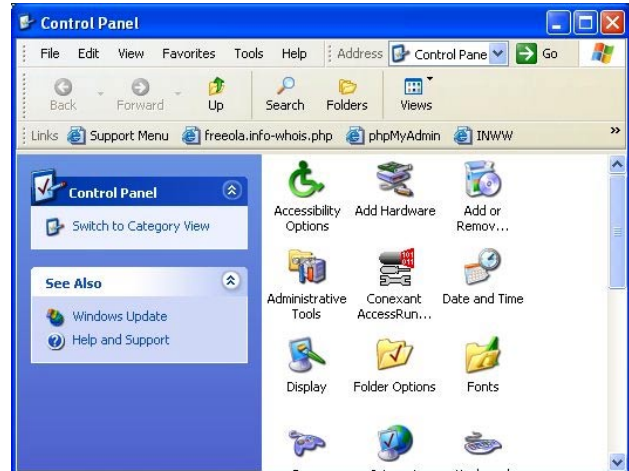 Control Panel
File Edit View Favorites Tools Help Address Control Pane Go
Back Forward Up Search Folders Views
Links Support Menu freeola.info-whois.php phpMyAdmin INWW »
Control Panel
Switch to Category View
See Also
Windows Update
Help and Support
Accessibility Options
Add Hardware
Add or Remov...
Administrative Tools
Conexant AccessRun...
Date and Time
Display
Folder Options
Fonts